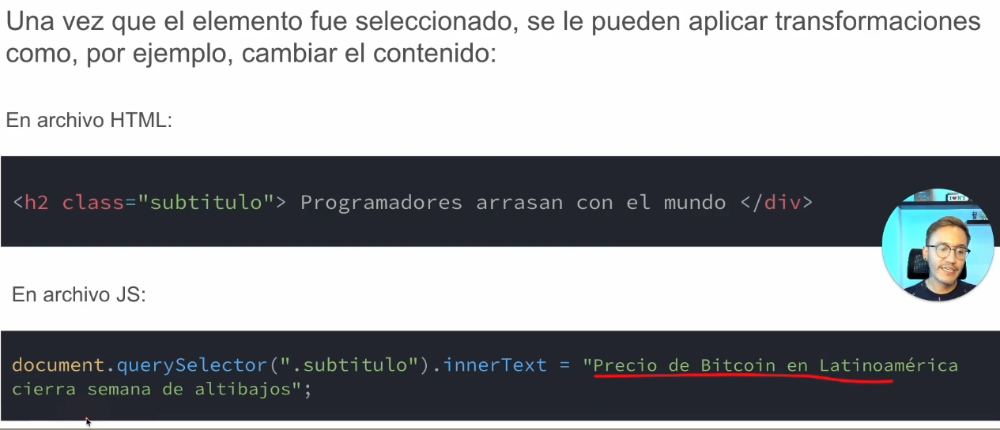 Una vez que el elemento fue seleccionado, se le pueden aplicar transformaciones
como, por ejemplo, cambiar el contenido:
En archivo HTML:
<h2 class="subtitulo"> Programadores arrasan con el mundo </div>
En archivo JS:
document.querySelector(".subtitulo").innerText = "Precio de Bitcoin en Latinoamérica
cierra semana de altibajos";